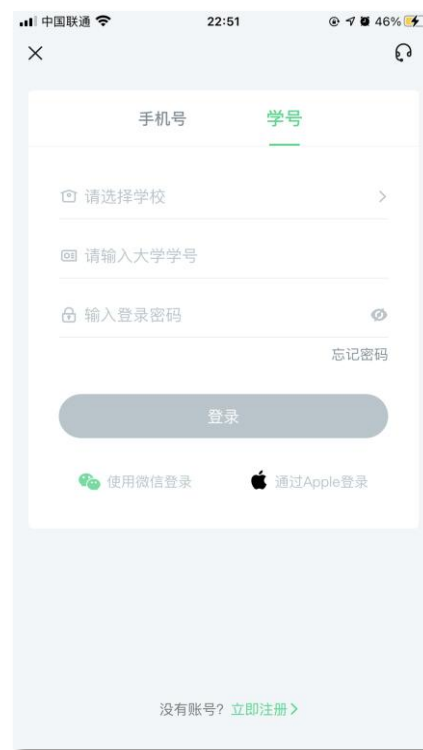 中国联通 22:51 46%
手机号 学号
请选择学校
请输入大学学号
输入登录密码
忘记密码
登录
使用微信登录 通过Apple登录
没有账号? 立即注册